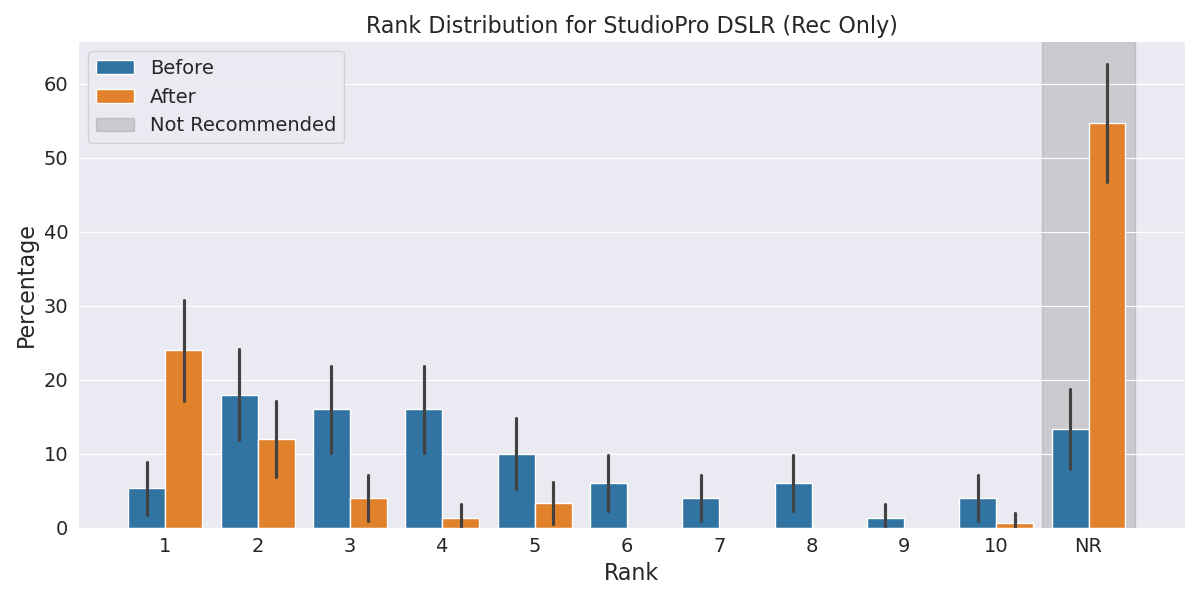 Rank Distribution for StudioPro DSLR (Rec Only)
Before
After
Not Recommended
Percentage
60
50
40
30
20
10
0
1 2 3 4 5 6 7 8 9 10 NR
Rank